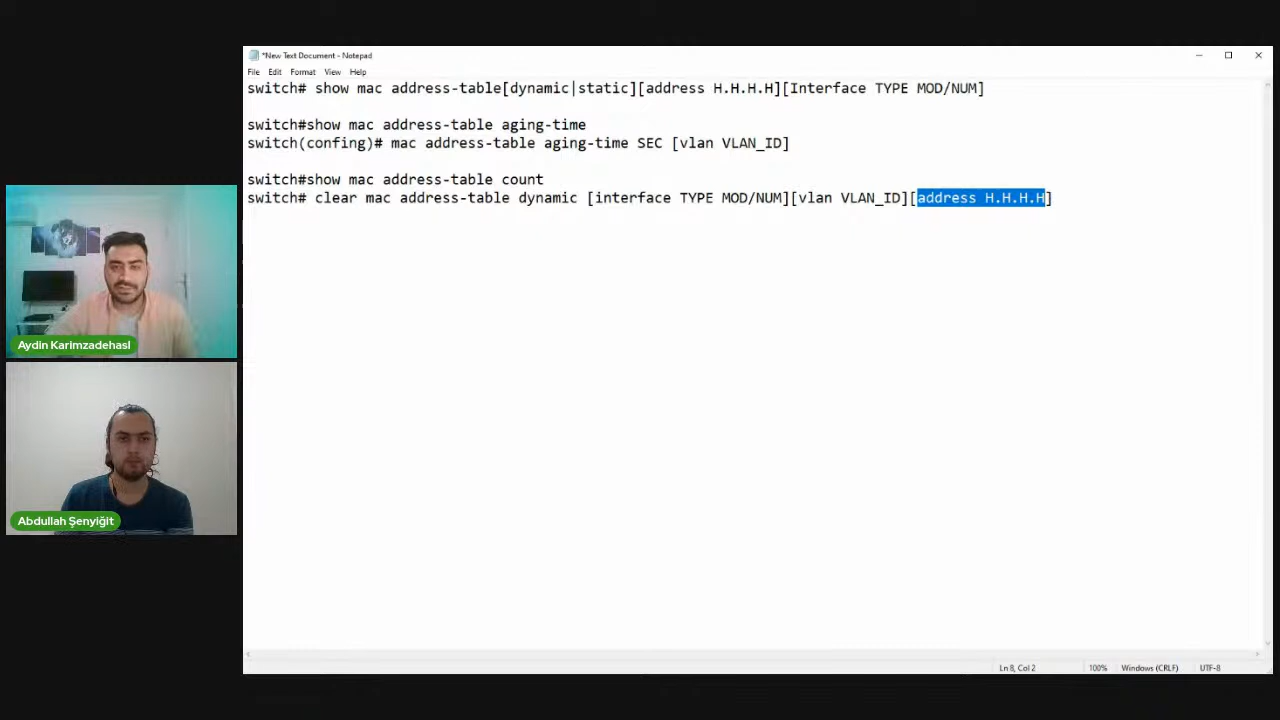 *New Text Document - Notepad
File Edit Format View Help
switch# show mac address-table[dynamic|static][address H.H.H.H][Interface TYPE MOD/NUM]
switch#show mac address-table aging-time
switch(confing)# mac address-table aging-time SEC [vlan VLAN_ID]
switch#show mac address-table count
switch# clear mac address-table dynamic [interface TYPE MOD/NUM][vlan VLAN_ID][address H.H.H.H]
Aydin Karimzadehasl
Abdullah Şenyiğit
Ln 8, Col 2 100% Windows (CRLF) UTF-8